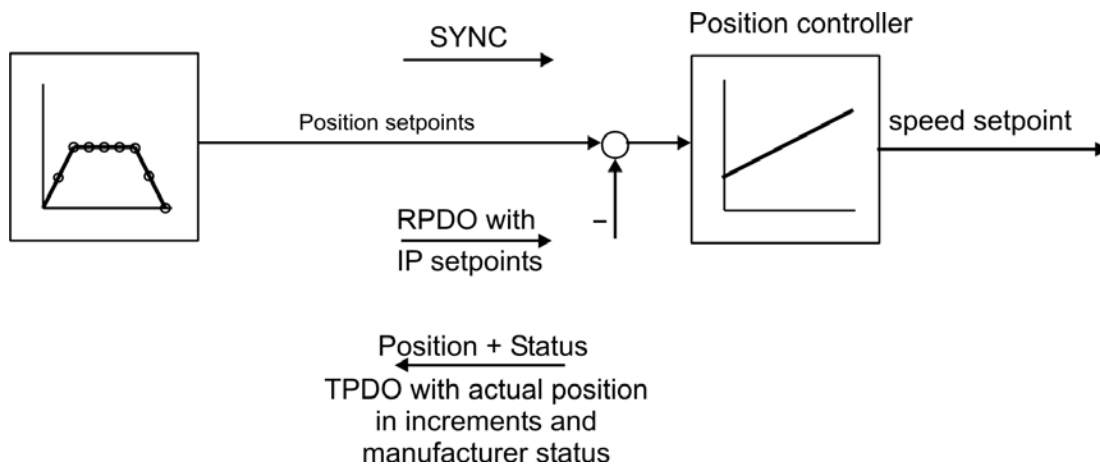 Position controller
SYNC
Position setpoints
speed setpoint
RPDO with
IP setpoints
–
Position + Status
TPDO with actual position
in increments and
manufacturer status